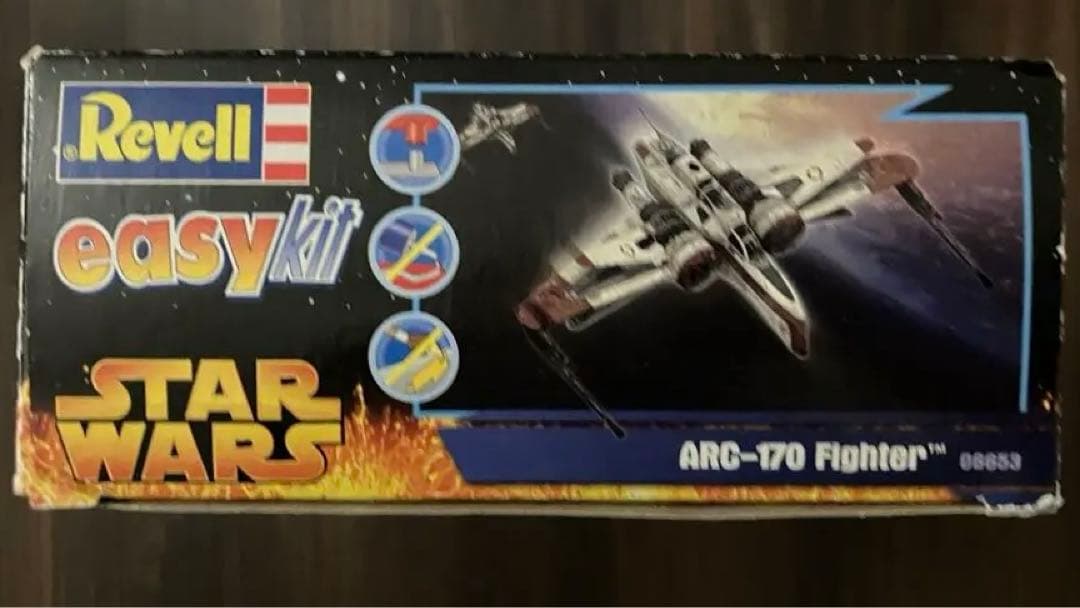 Revell
easykit
STAR
WARS
ARC-170 Fighter™ 06653